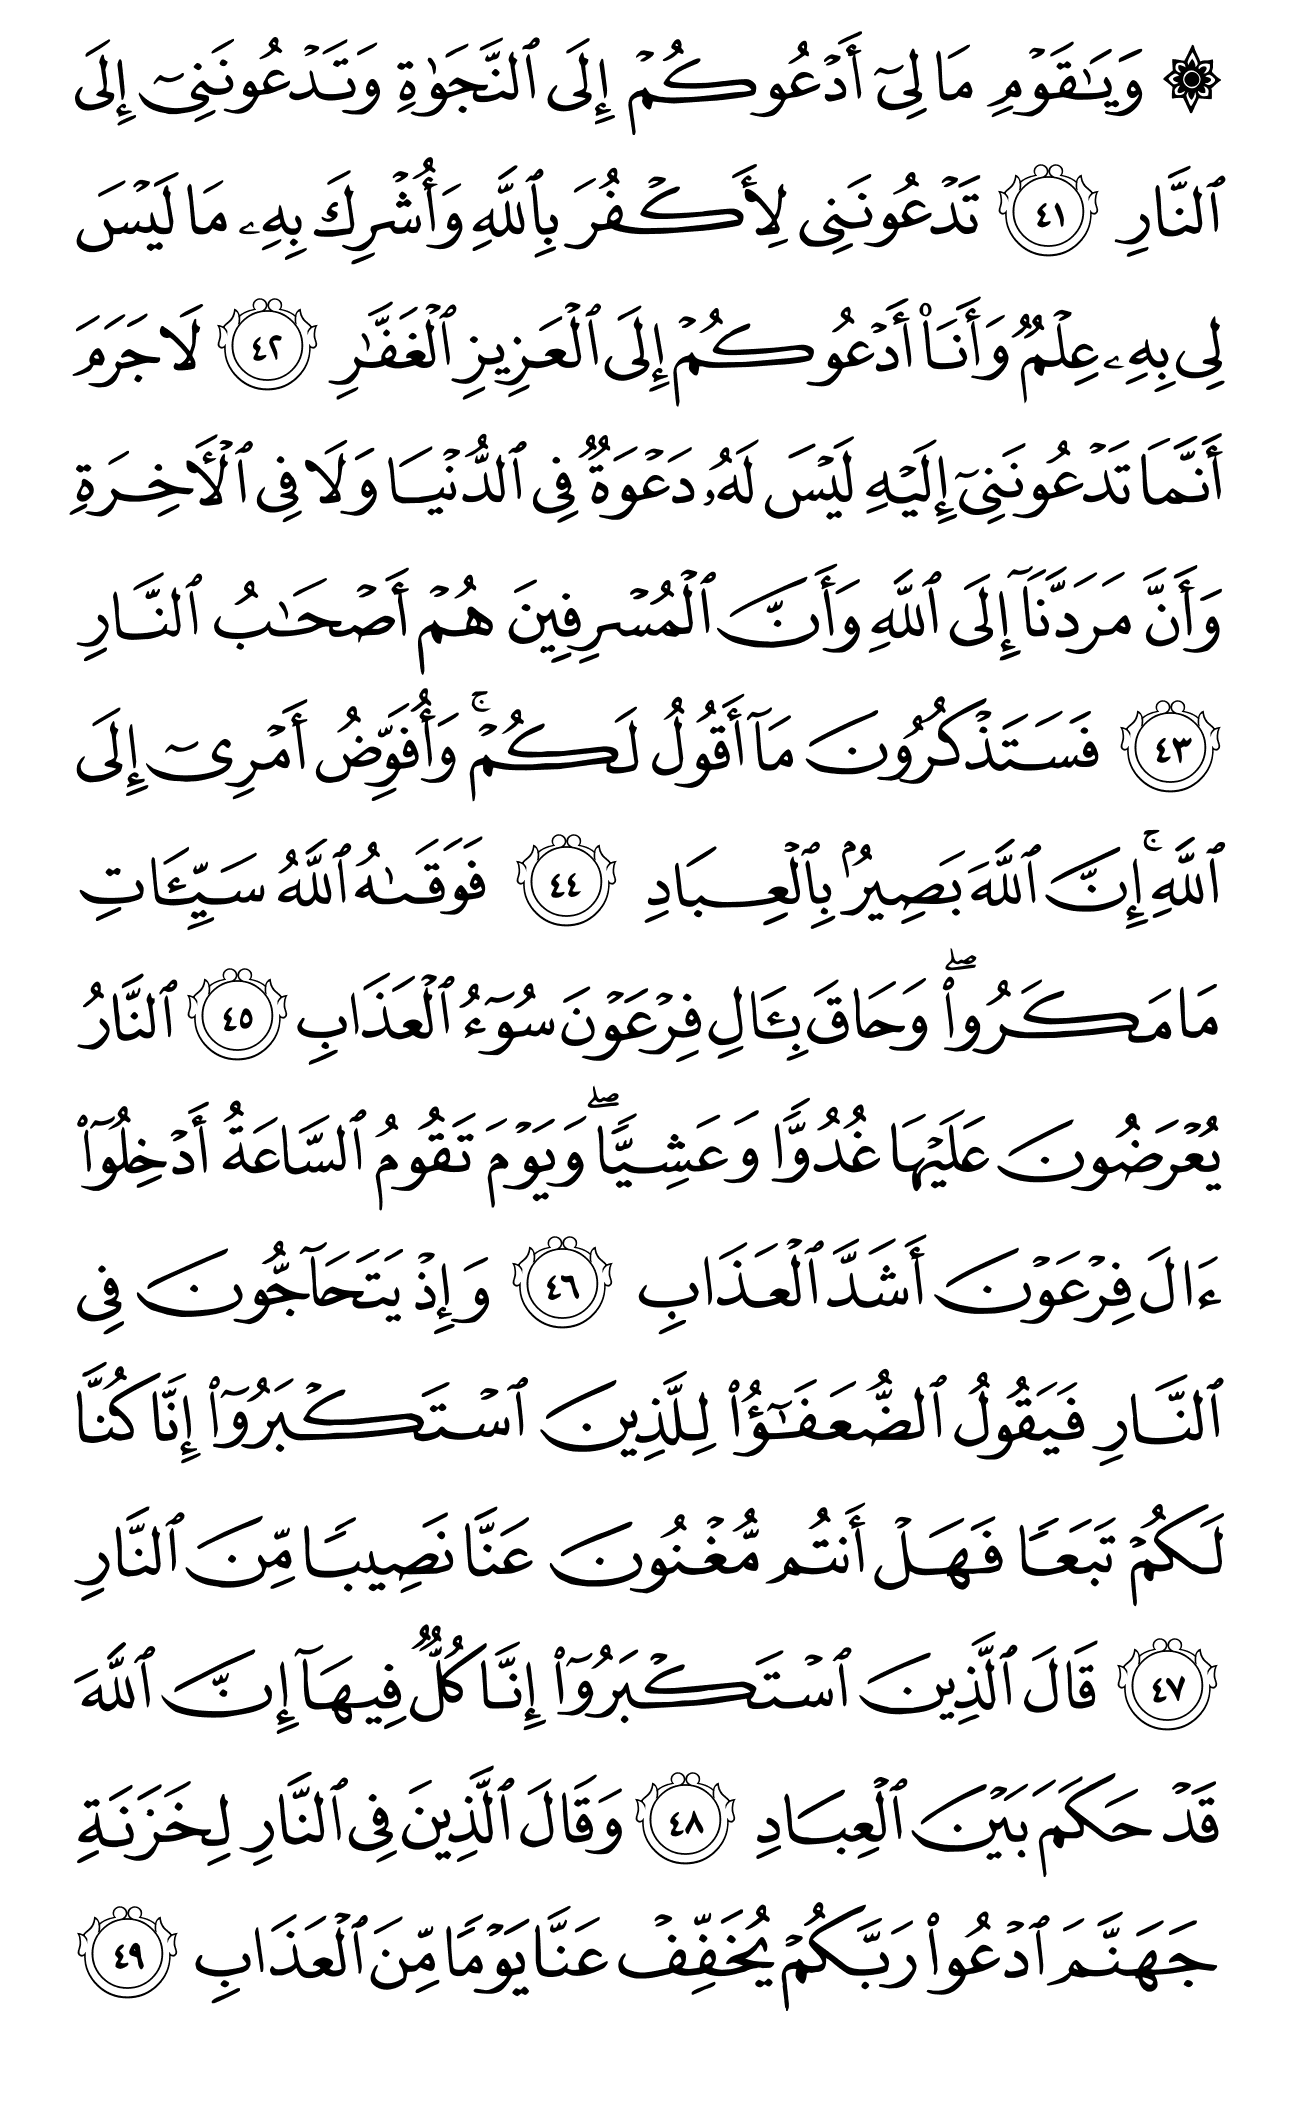 ۞ وَيَـٰقَوْمِ مَا لِىٓ أَدْعُوكُمْ إِلَى ٱلنَّجَوٰةِ وَتَدْعُونَنِىٓ إِلَى
ٱلنَّارِ ٤١ تَدْعُونَنِى لِأَكْفُرَ بِٱللَّهِ وَأُشْرِكَ بِهِۦ مَا لَيْسَ
لِى بِهِۦ عِلْمٌ وَأَنَا۠ أَدْعُوكُمْ إِلَى ٱلْعَزِيزِ ٱلْغَفَّـٰرِ ٤٢ لَا جَرَمَ
أَنَّمَا تَدْعُونَنِىٓ إِلَيْهِ لَيْسَ لَهُۥ دَعْوَةٌ فِى ٱلدُّنْيَا وَلَا فِى ٱلْـَٔاخِرَةِ
وَأَنَّ مَرَدَّنَآ إِلَى ٱللَّهِ وَأَنَّ ٱلْمُسْرِفِينَ هُمْ أَصْحَـٰبُ ٱلنَّارِ
٤٣ فَسَتَذْكُرُونَ مَآ أَقُولُ لَكُمْ ۚ وَأُفَوِّضُ أَمْرِىٓ إِلَى
ٱللَّهِ ۚ إِنَّ ٱللَّهَ بَصِيرٌۢ بِٱلْعِبَادِ ٤٤ فَوَقَىٰهُ ٱللَّهُ سَيِّـَٔاتِ
مَا مَكَرُوا۟ ۖ وَحَاقَ بِـَٔالِ فِرْعَوْنَ سُوٓءُ ٱلْعَذَابِ ٤٥ ٱلنَّارُ
يُعْرَضُونَ عَلَيْهَا غُدُوًّا وَعَشِيًّا ۖ وَيَوْمَ تَقُومُ ٱلسَّاعَةُ أَدْخِلُوٓا۟
ءَالَ فِرْعَوْنَ أَشَدَّ ٱلْعَذَابِ ٤٦ وَإِذْ يَتَحَآجُّونَ فِى
ٱلنَّارِ فَيَقُولُ ٱلضُّعَفَـٰٓؤُا۟ لِلَّذِينَ ٱسْتَكْبَرُوٓا۟ إِنَّا كُنَّا
لَكُمْ تَبَعًا فَهَلْ أَنتُم مُّغْنُونَ عَنَّا نَصِيبًا مِّنَ ٱلنَّارِ
٤٧ قَالَ ٱلَّذِينَ ٱسْتَكْبَرُوٓا۟ إِنَّا كُلٌّ فِيهَآ إِنَّ ٱللَّهَ
قَدْ حَكَمَ بَيْنَ ٱلْعِبَادِ ٤٨ وَقَالَ ٱلَّذِينَ فِى ٱلنَّارِ لِخَزَنَةِ
جَهَنَّمَ ٱدْعُوا۟ رَبَّكُمْ يُخَفِّفْ عَنَّا يَوْمًا مِّنَ ٱلْعَذَابِ ٤٩